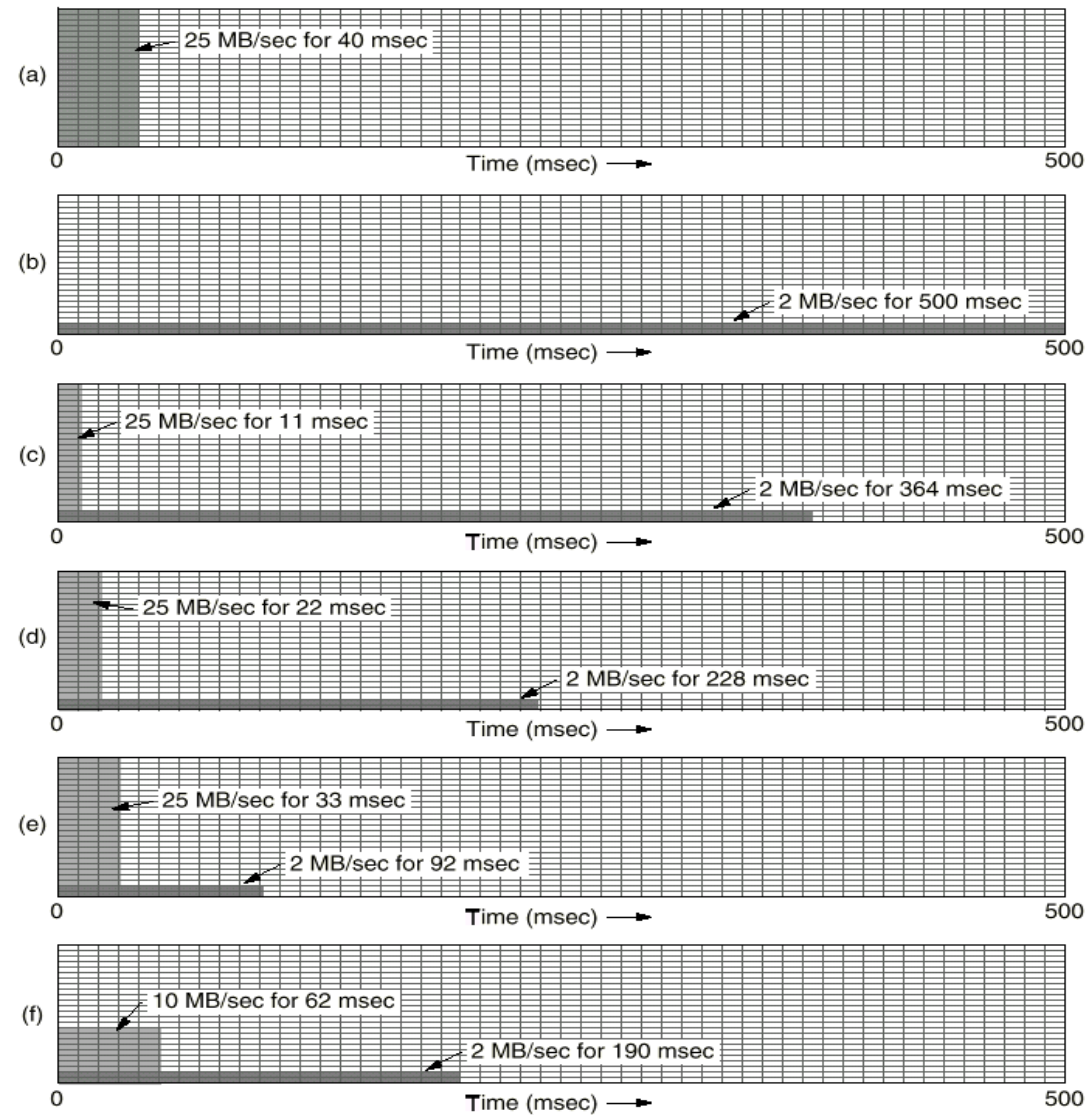 25 MB/sec for 40 msec
(a)
0 Time (msec) 500
(b)
2 MB/sec for 500 msec
0 Time (msec) 500
25 MB/sec for 11 msec
(c)
2 MB/sec for 364 msec
0 Time (msec) 500
25 MB/sec for 22 msec
(d)
2 MB/sec for 228 msec
0 Time (msec) 500
25 MB/sec for 33 msec
(e)
2 MB/sec for 92 msec
0 Time (msec) 500
10 MB/sec for 62 msec
(f)
2 MB/sec for 190 msec
0 Time (msec) 500